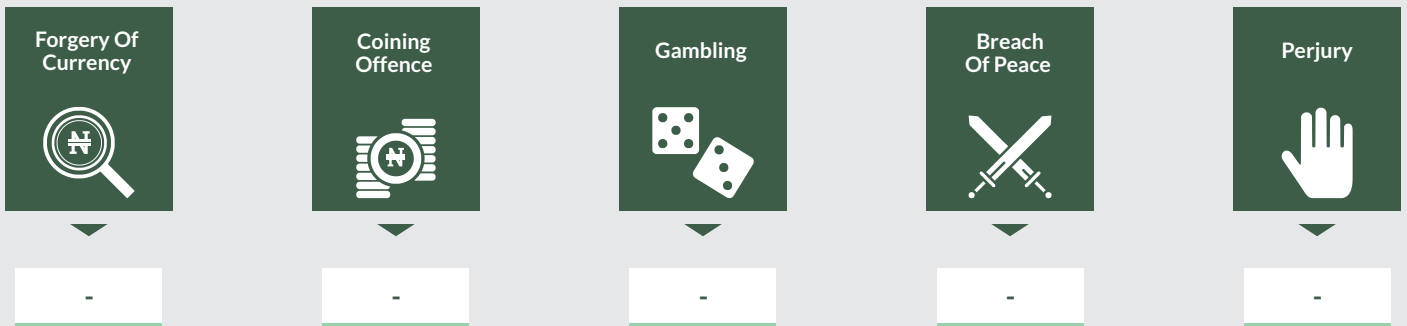 Forgery Of
Currency
Coining
Offence
Gambling
Breach
Of Peace
Perjury
₦
₦
-
-
-
-
-